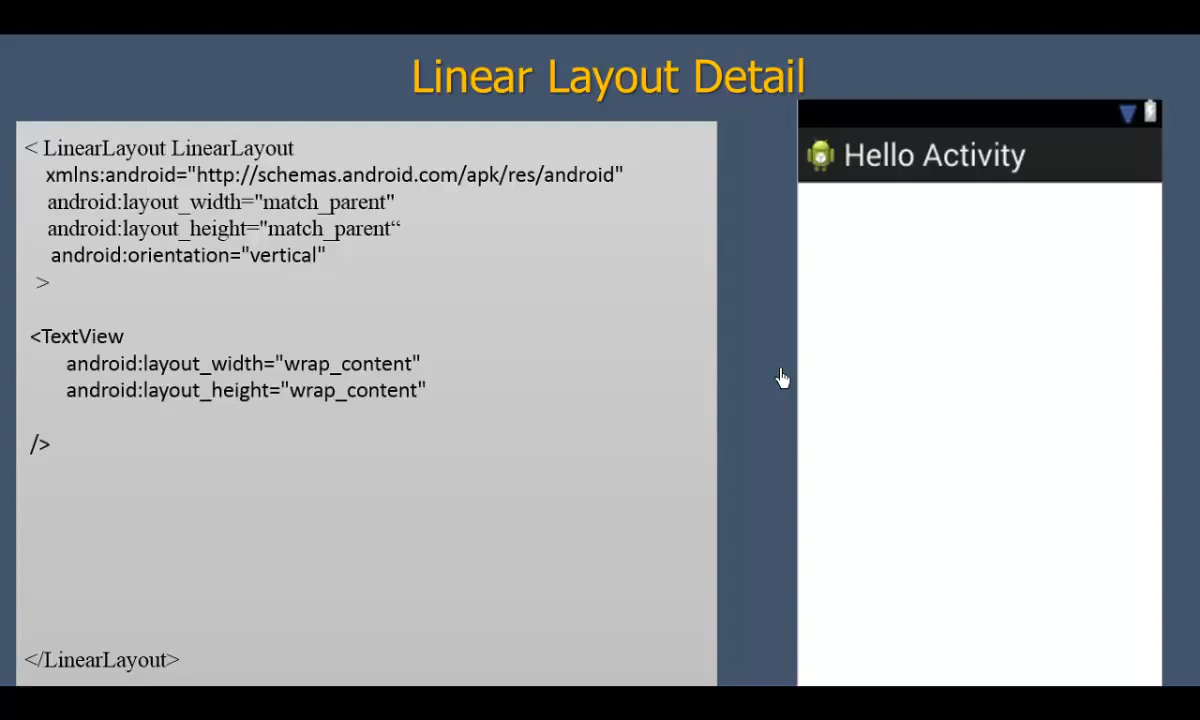 Linear Layout Detail
< LinearLayout LinearLayout
xmlns:android="http://schemas.android.com/apk/res/android"
android:layout_width="match_parent"
android:layout_height="match_parent“
android:orientation="vertical"
>
<TextView
android:layout_width="wrap_content"
android:layout_height="wrap_content"
/>
</LinearLayout>
Hello Activity